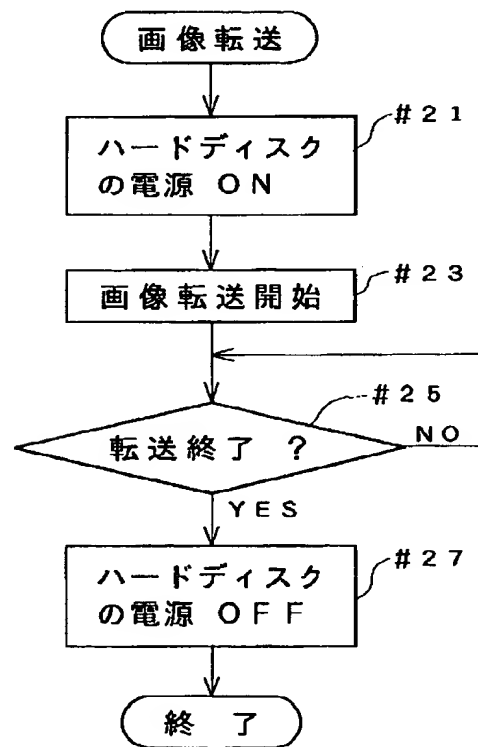 画像転送
#21
ハードディスク
の電源 ON
#23
画像転送開始
#25
転送終了 ?
NO
YES
#27
ハードディスク
の電源 OFF
終了